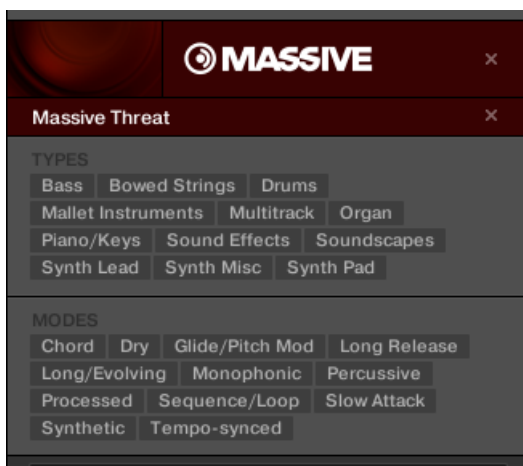 MASSIVE ×
Massive Threat ×
TYPES
Bass Bowed Strings Drums
Mallet Instruments Multitrack Organ
Piano/Keys Sound Effects Soundscapes
Synth Lead Synth Misc Synth Pad
MODES
Chord Dry Glide/Pitch Mod Long Release
Long/Evolving Monophonic Percussive
Processed Sequence/Loop Slow Attack
Synthetic Tempo-synced